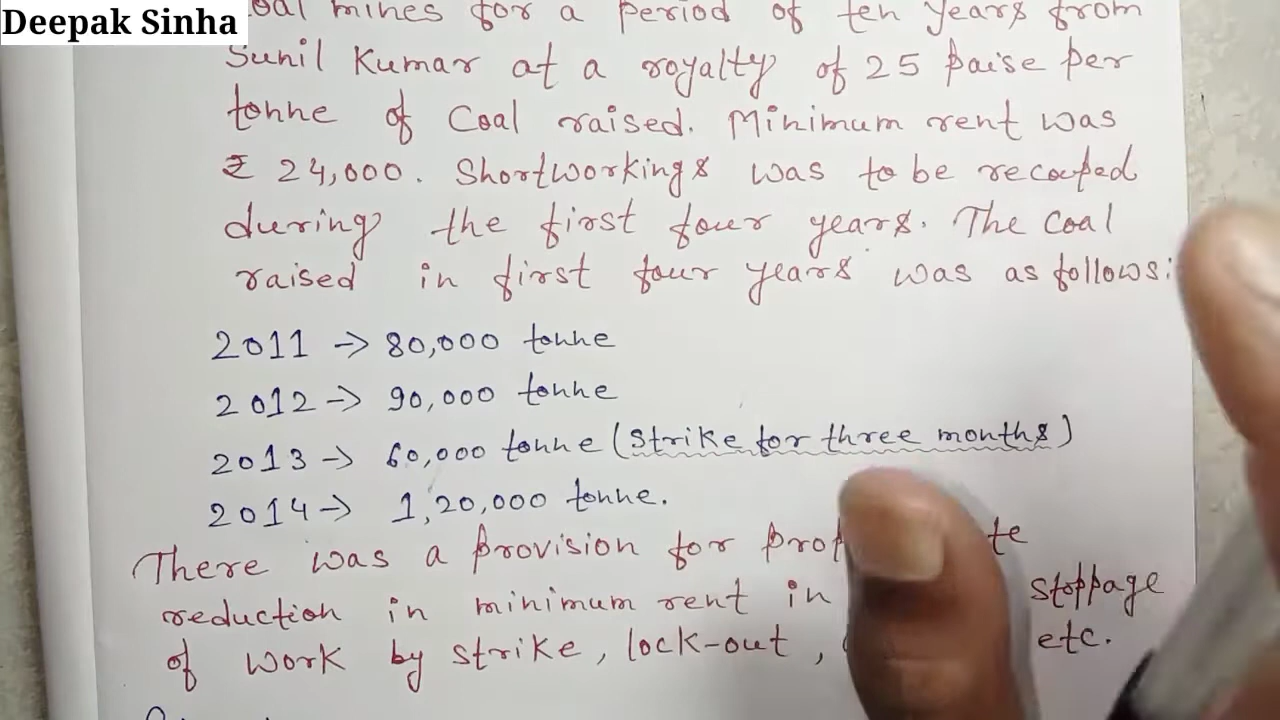 Deepak Sinha
Coal mines for a period of ten years from
Sunil Kumar at a royalty of 25 paise per
tonne of Coal raised. Minimum rent was
₹ 24,000. Shortworkings was to be recouped
during the first four years. The Coal
raised in first four years was as follows:
2011 → 80,000 tonne
2012 → 90,000 tonne
2013 → 60,000 tonne (Strike for three months)
2014 → 1,20,000 tonne.
There was a provision for
reduction in minimum rent in stoppage
of work by strike, lock-out, etc.